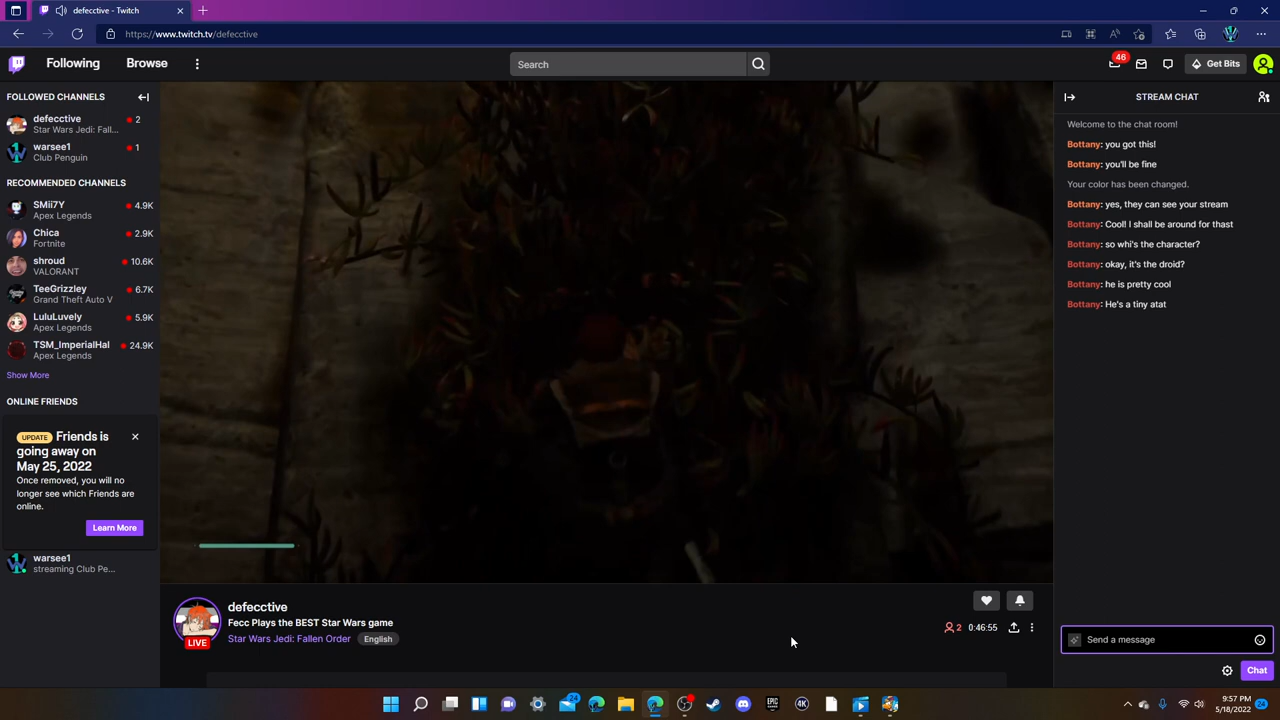 defecctive - Twitch
https://www.twitch.tv/defecctive
Following
Browse
Search
46
Get Bits
FOLLOWED CHANNELS
defecctive
2
Star Wars Jedi: Fall...
warsee1
1
Club Penguin
RECOMMENDED CHANNELS
SMii7Y
4.9K
Apex Legends
Chica
2.9K
Fortnite
shroud
10.6K
VALORANT
TeeGrizzley
6.7K
Grand Theft Auto V
LuluLuvely
5.9K
Apex Legends
TSM_ImperialHal
24.9K
Apex Legends
Show More
ONLINE FRIENDS
UPDATE Friends is
going away on
May 25, 2022
Once removed, you will no
longer see which Friends are
online.
Learn More
warsee1
streaming Club Pe...
defecctive
Fecc Plays the BEST Star Wars game
Star Wars Jedi: Fallen Order
English
LIVE
2
0:46:55
STREAM CHAT
Welcome to the chat room!
Bottany: you got this!
Bottany: you'll be fine
Your color has been changed.
Bottany: yes, they can see your stream
Bottany: Cool! I shall be around for thast
Bottany: so whi's the character?
Bottany: okay, it's the droid?
Bottany: he is pretty cool
Bottany: He's a tiny atat
Send a message
Chat
24
EPIC
4K
9:57 PM
5/18/2022
24